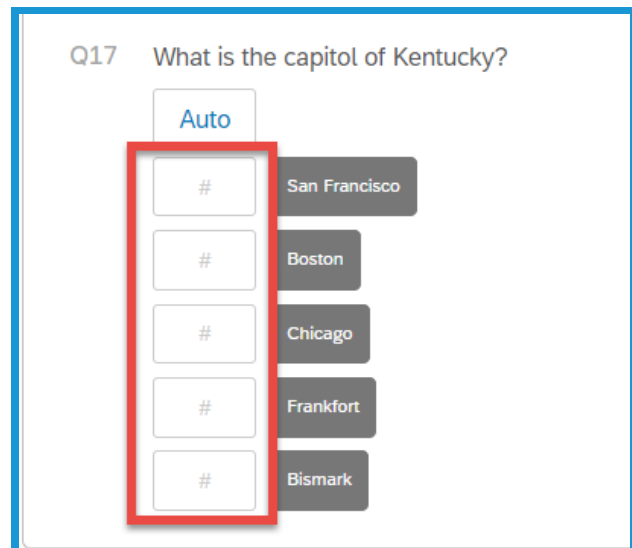 Q17 What is the capitol of Kentucky?
Auto
# San Francisco
# Boston
# Chicago
# Frankfort
# Bismark